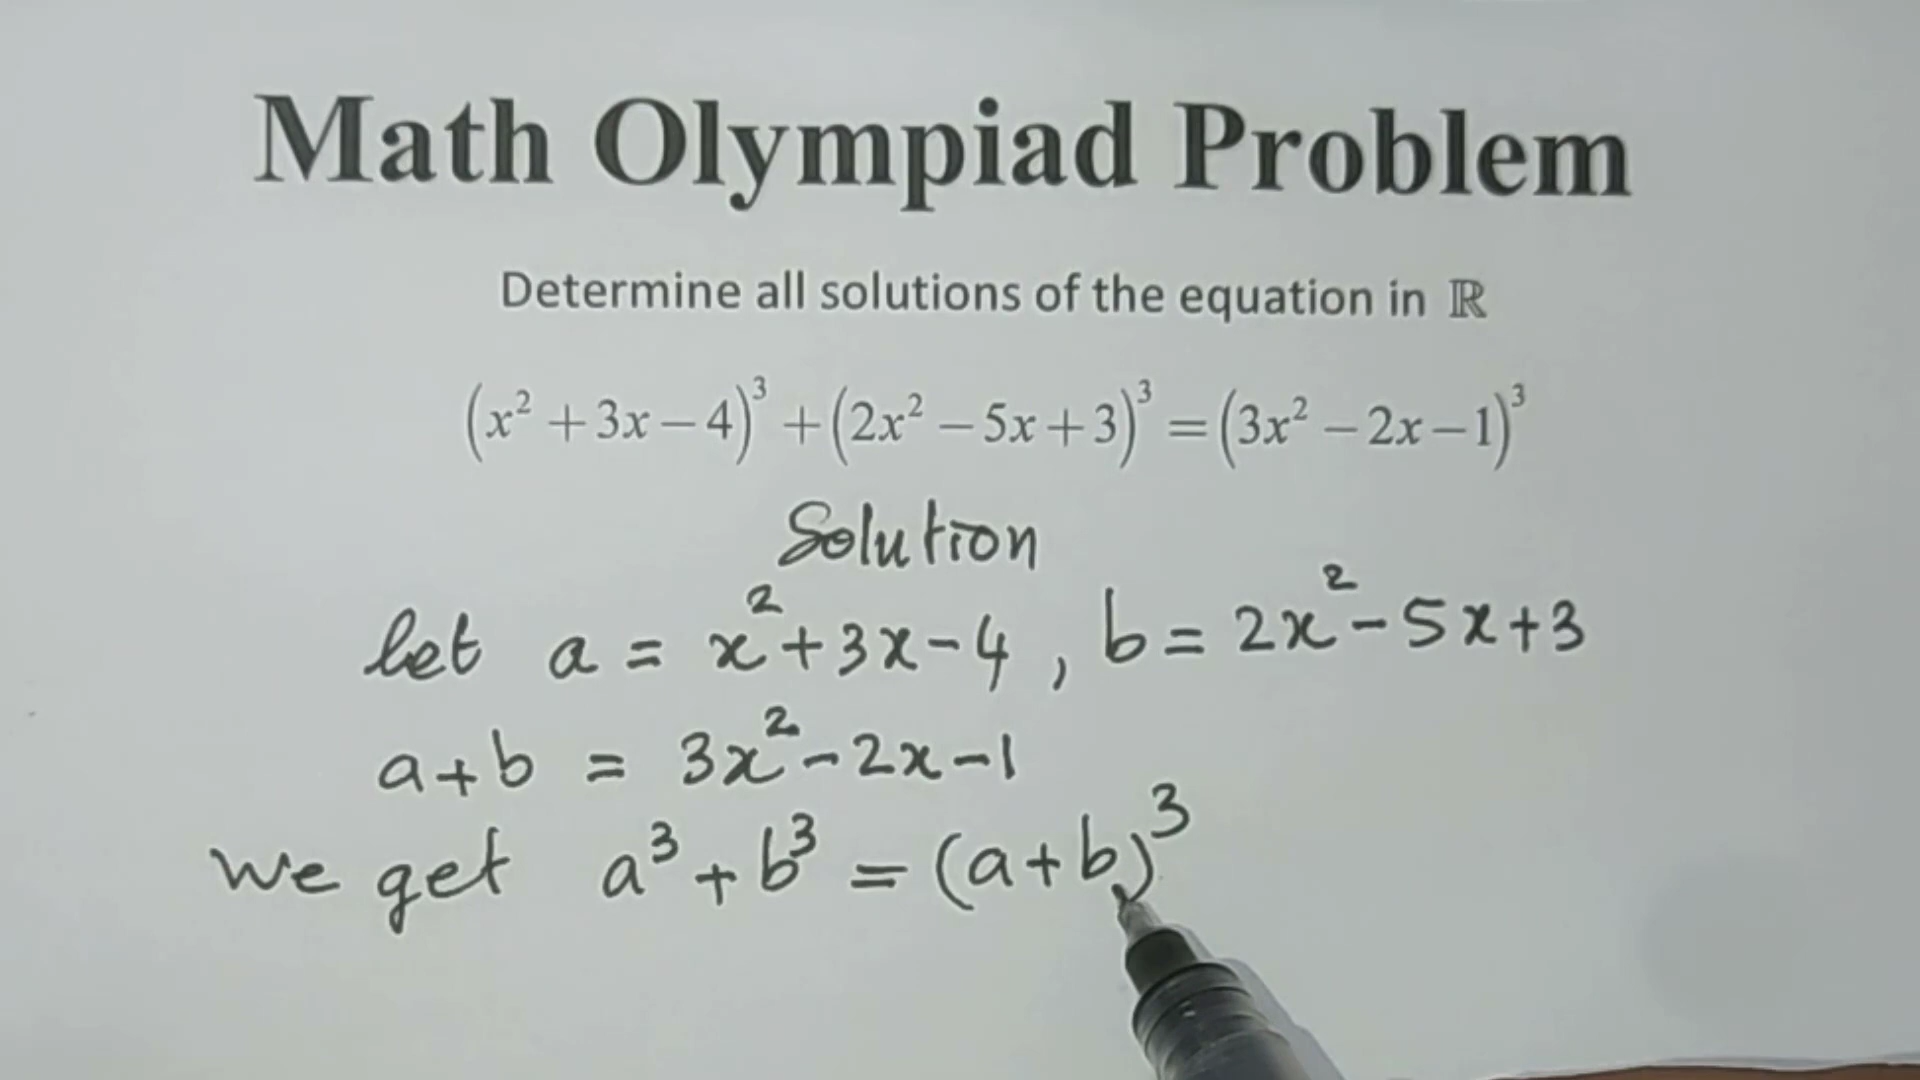 Math Olympiad Problem
Determine all solutions of the equation in ℝ
(x² + 3x − 4)³ + (2x² − 5x + 3)³ = (3x² − 2x − 1)³
Solution
let a = x² + 3x − 4 , b = 2x² − 5x + 3
a + b = 3x² − 2x − 1
we get a³ + b³ = (a + b)³